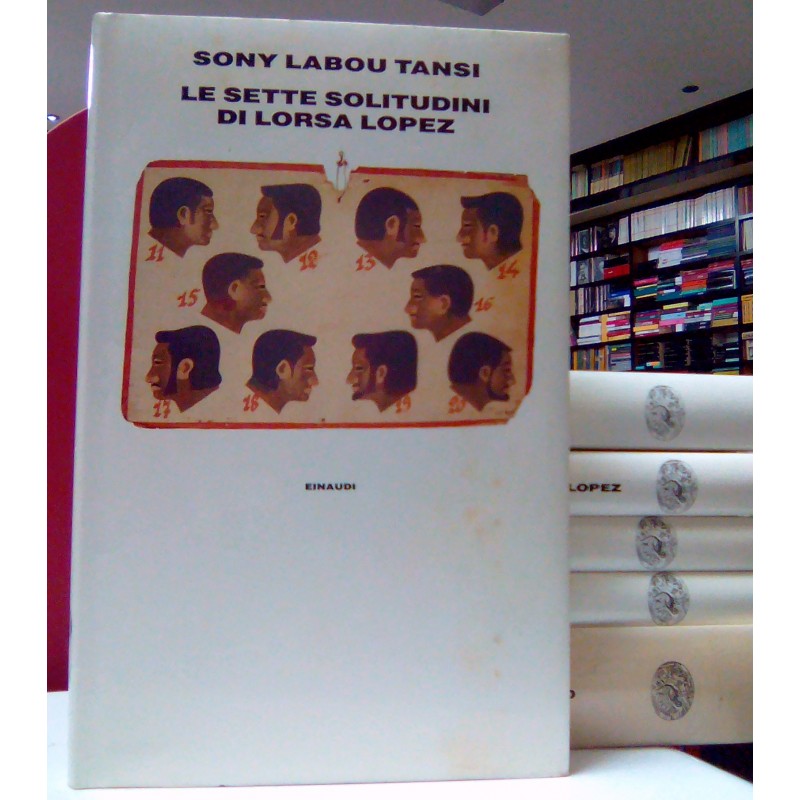 SONY LABOU TANSI
LE SETTE SOLITUDINI
DI LORSA LOPEZ
11
12
13
14
15
16
17
18
19
20
EINAUDI
LOPEZ